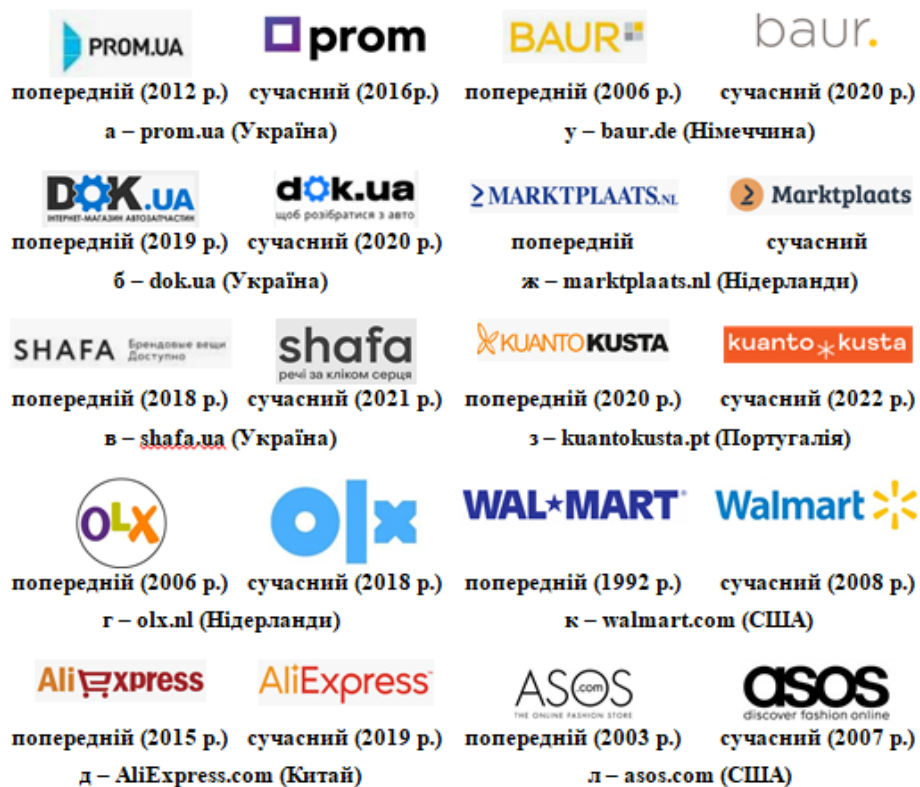 PROM.UA prom BAUR baur.
попередній (2012 р.) сучасний (2016р.) попередній (2006 р.) сучасний (2020 р.)
а – prom.ua (Україна) у – baur.de (Німеччина)
DOK.UA dok.ua MARKTPLAATS.NL Marktplaats
ІНТЕРНЕТ-МАГАЗИН АВТОЗАПЧАСТИН щоб розібратися з авто
попередній (2019 р.) сучасний (2020 р.) попередній сучасний
б – dok.ua (Україна) ж – marktplaats.nl (Нідерланди)
SHAFA Брендовые вещи Доступно shafa KUANTOKUSTA kuanto kusta
речі за кліком серця
попередній (2018 р.) сучасний (2021 р.) попередній (2020 р.) сучасний (2022 р.)
в – shafa.ua (Україна) з – kuantokusta.pt (Португалія)
OLX olx WAL★MART® Walmart
попередній (2006 р.) сучасний (2018 р.) попередній (1992 р.) сучасний (2008 р.)
г – olx.nl (Нідерланди) к – walmart.com (США)
AliExpress AliExpress™ ASOS .com asos
THE ONLINE FASHION STORE discover fashion online
попередній (2015 р.) сучасний (2019 р.) попередній (2003 р.) сучасний (2007 р.)
д – AliExpress.com (Китай) л – asos.com (США)